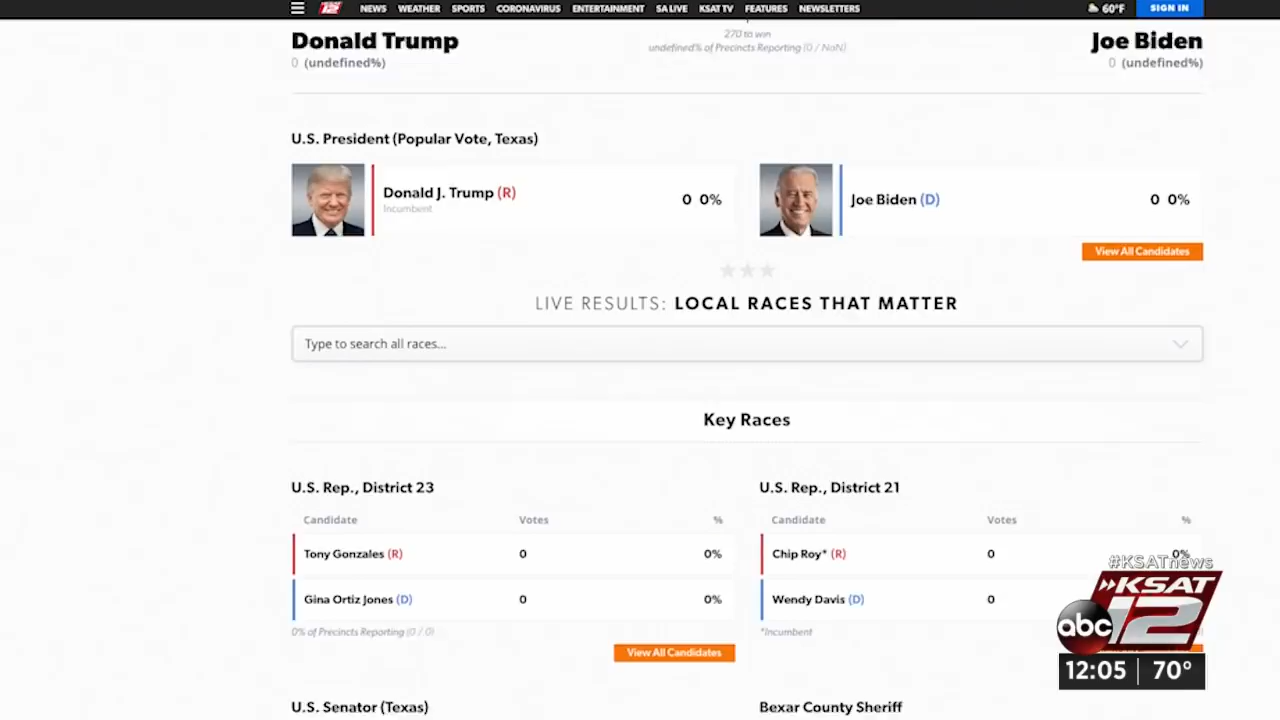 12 NEWS WEATHER SPORTS CORONAVIRUS ENTERTAINMENT SA LIVE KSAT TV FEATURES NEWSLETTERS 60°F SIGN IN
Donald Trump 270 to win Joe Biden
0 (undefined%) undefined% of Precincts Reporting (0 / NaN) 0 (undefined%)
U.S. President (Popular Vote, Texas)
Donald J. Trump (R) 0 0% Joe Biden (D) 0 0%
Incumbent
View All Candidates
LIVE RESULTS: LOCAL RACES THAT MATTER
Type to search all races...
Key Races
U.S. Rep., District 23 U.S. Rep., District 21
Candidate Votes % Candidate Votes %
Tony Gonzales (R) 0 0% Chip Roy* (R) 0 0%
#KSATnews
KSAT
Gina Ortiz Jones (D) 0 0% Wendy Davis (D) 0
abc 12
0% of Precincts Reporting (0 / 0) *Incumbent
View All Candidates
12:05 70°
U.S. Senator (Texas) Bexar County Sheriff